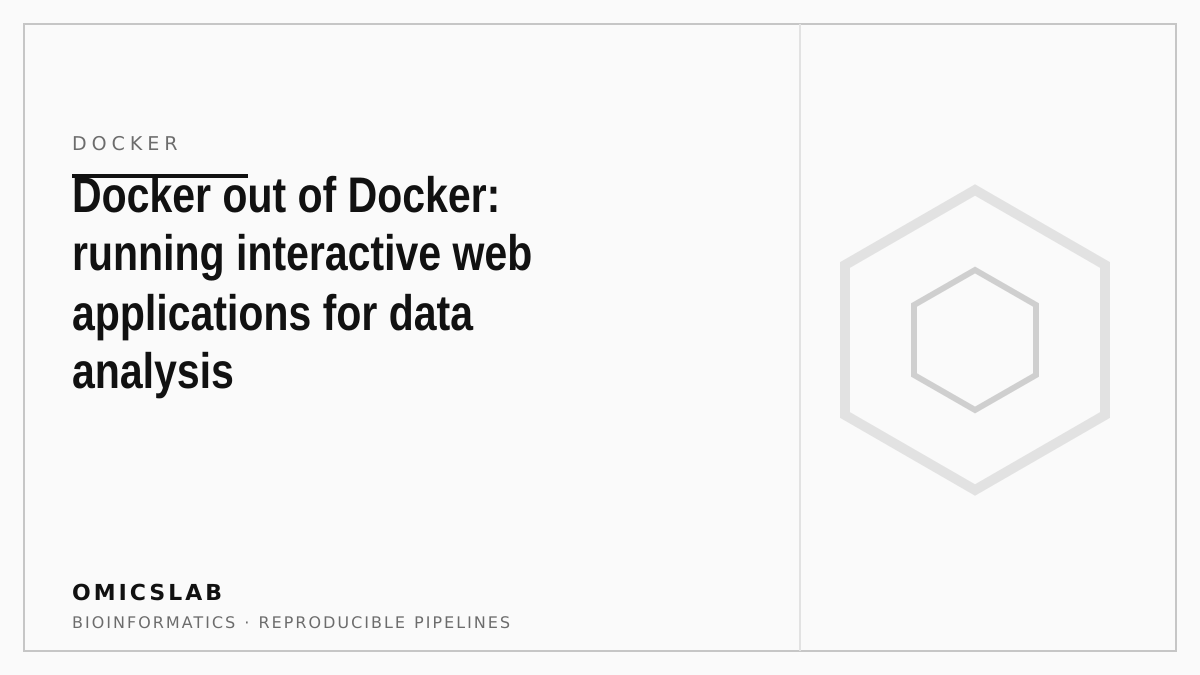 DOCKER
Docker out of Docker:
running interactive web
applications for data
analysis
OMICSLAB
BIOINFORMATICS · REPRODUCIBLE PIPELINES